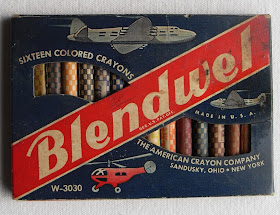 SIXTEEN COLORED CRAYONS
Blendwel
MADE IN U.S.A.
THE AMERICAN CRAYON COMPANY
SANDUSKY, OHIO • NEW YORK
W-3030